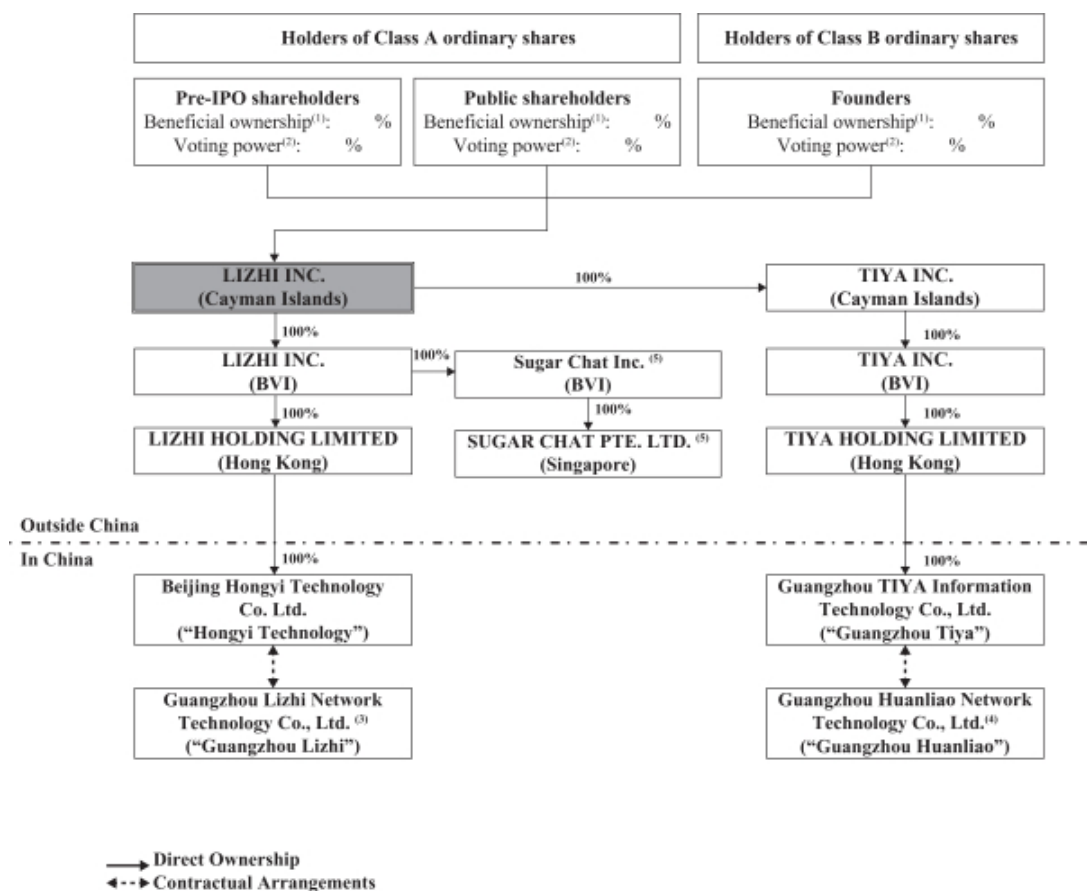 Holders of Class A ordinary shares
Holders of Class B ordinary shares
Pre-IPO shareholders
Beneficial ownership(1): %
Voting power(2): %
Public shareholders
Beneficial ownership(1): %
Voting power(2): %
Founders
Beneficial ownership(1): %
Voting power(2): %
LIZHI INC.
(Cayman Islands)
100%
TIYA INC.
(Cayman Islands)
100%
100%
LIZHI INC.
(BVI)
100%
Sugar Chat Inc. (5)
(BVI)
TIYA INC.
(BVI)
100%
100%
100%
LIZHI HOLDING LIMITED
(Hong Kong)
SUGAR CHAT PTE. LTD. (5)
(Singapore)
TIYA HOLDING LIMITED
(Hong Kong)
Outside China
In China
100%
100%
Beijing Hongyi Technology
Co. Ltd.
(“Hongyi Technology”)
Guangzhou TIYA Information
Technology Co., Ltd.
(“Guangzhou Tiya”)
Guangzhou Lizhi Network
Technology Co., Ltd. (3)
(“Guangzhou Lizhi”)
Guangzhou Huanliao Network
Technology Co., Ltd.(4)
(“Guangzhou Huanliao”)
Direct Ownership
Contractual Arrangements